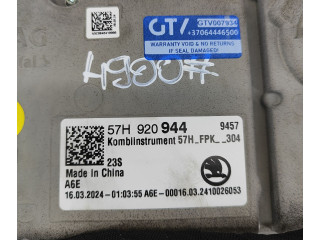 GTV
GTV007934
+37064446500
WARRANTY VOID & NO RETURNS
IF SEAL DAMAGED!
4900#
57H 920 944 9457
Kombiinstrument 57H_FPK_ _304
23S
Made in China
A6E
16.03.2024 -01:03:55 A6E -00016.03.2410026053